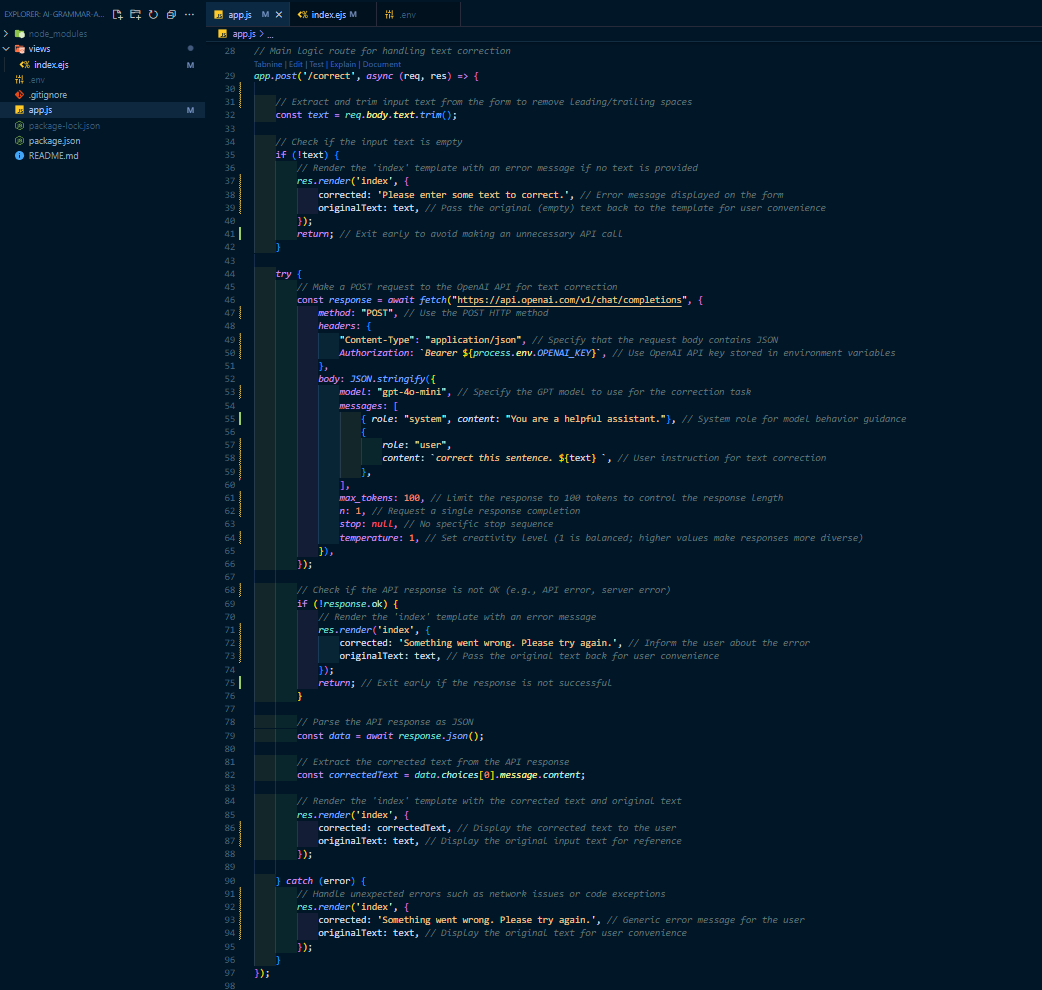 EXPLORER: AI-GRAMMAR-A...
node_modules
views
index.ejs M
.env
.gitignore
app.js M
package-lock.json
package.json
README.md
app.js M
index.ejs M
.env
app.js > ...
28 // Main logic route for handling text correction
Tabnine | Edit | Test | Explain | Document
29 app.post('/correct', async (req, res) => {
30
31 // Extract and trim input text from the form to remove leading/trailing spaces
32 const text = req.body.text.trim();
33
34 // Check if the input text is empty
35 if (!text) {
36 // Render the 'index' template with an error message if no text is provided
37 res.render('index', {
38 corrected: 'Please enter some text to correct.', // Error message displayed on the form
39 originalText: text, // Pass the original (empty) text back to the template for user convenience
40 });
41 return; // Exit early to avoid making an unnecessary API call
42 }
43
44 try {
45 // Make a POST request to the OpenAI API for text correction
46 const response = await fetch("https://api.openai.com/v1/chat/completions", {
47 method: "POST", // Use the POST HTTP method
48 headers: {
49 "Content-Type": "application/json", // Specify that the request body contains JSON
50 Authorization: `Bearer ${process.env.OPENAI_KEY}`, // Use OpenAI API key stored in environment variables
51 },
52 body: JSON.stringify({
53 model: "gpt-4o-mini", // Specify the GPT model to use for the correction task
54 messages: [
55 { role: "system", content: "You are a helpful assistant."}, // System role for model behavior guidance
56 {
57 role: "user",
58 content: `correct this sentence. ${text} `, // User instruction for text correction
59 },
60 ],
61 max_tokens: 100, // Limit the response to 100 tokens to control the response length
62 n: 1, // Request a single response completion
63 stop: null, // No specific stop sequence
64 temperature: 1, // Set creativity level (1 is balanced; higher values make responses more diverse)
65 }),
66 });
67
68 // Check if the API response is not OK (e.g., API error, server error)
69 if (!response.ok) {
70 // Render the 'index' template with an error message
71 res.render('index', {
72 corrected: 'Something went wrong. Please try again.', // Inform the user about the error
73 originalText: text, // Pass the original text back for user convenience
74 });
75 return; // Exit early if the response is not successful
76 }
77
78 // Parse the API response as JSON
79 const data = await response.json();
80
81 // Extract the corrected text from the API response
82 const correctedText = data.choices[0].message.content;
83
84 // Render the 'index' template with the corrected text and original text
85 res.render('index', {
86 corrected: correctedText, // Display the corrected text to the user
87 originalText: text, // Display the original input text for reference
88 });
89
90 } catch (error) {
91 // Handle unexpected errors such as network issues or code exceptions
92 res.render('index', {
93 corrected: 'Something went wrong. Please try again.', // Generic error message for the user
94 originalText: text, // Display the original text for user convenience
95 });
96 }
97 });
98